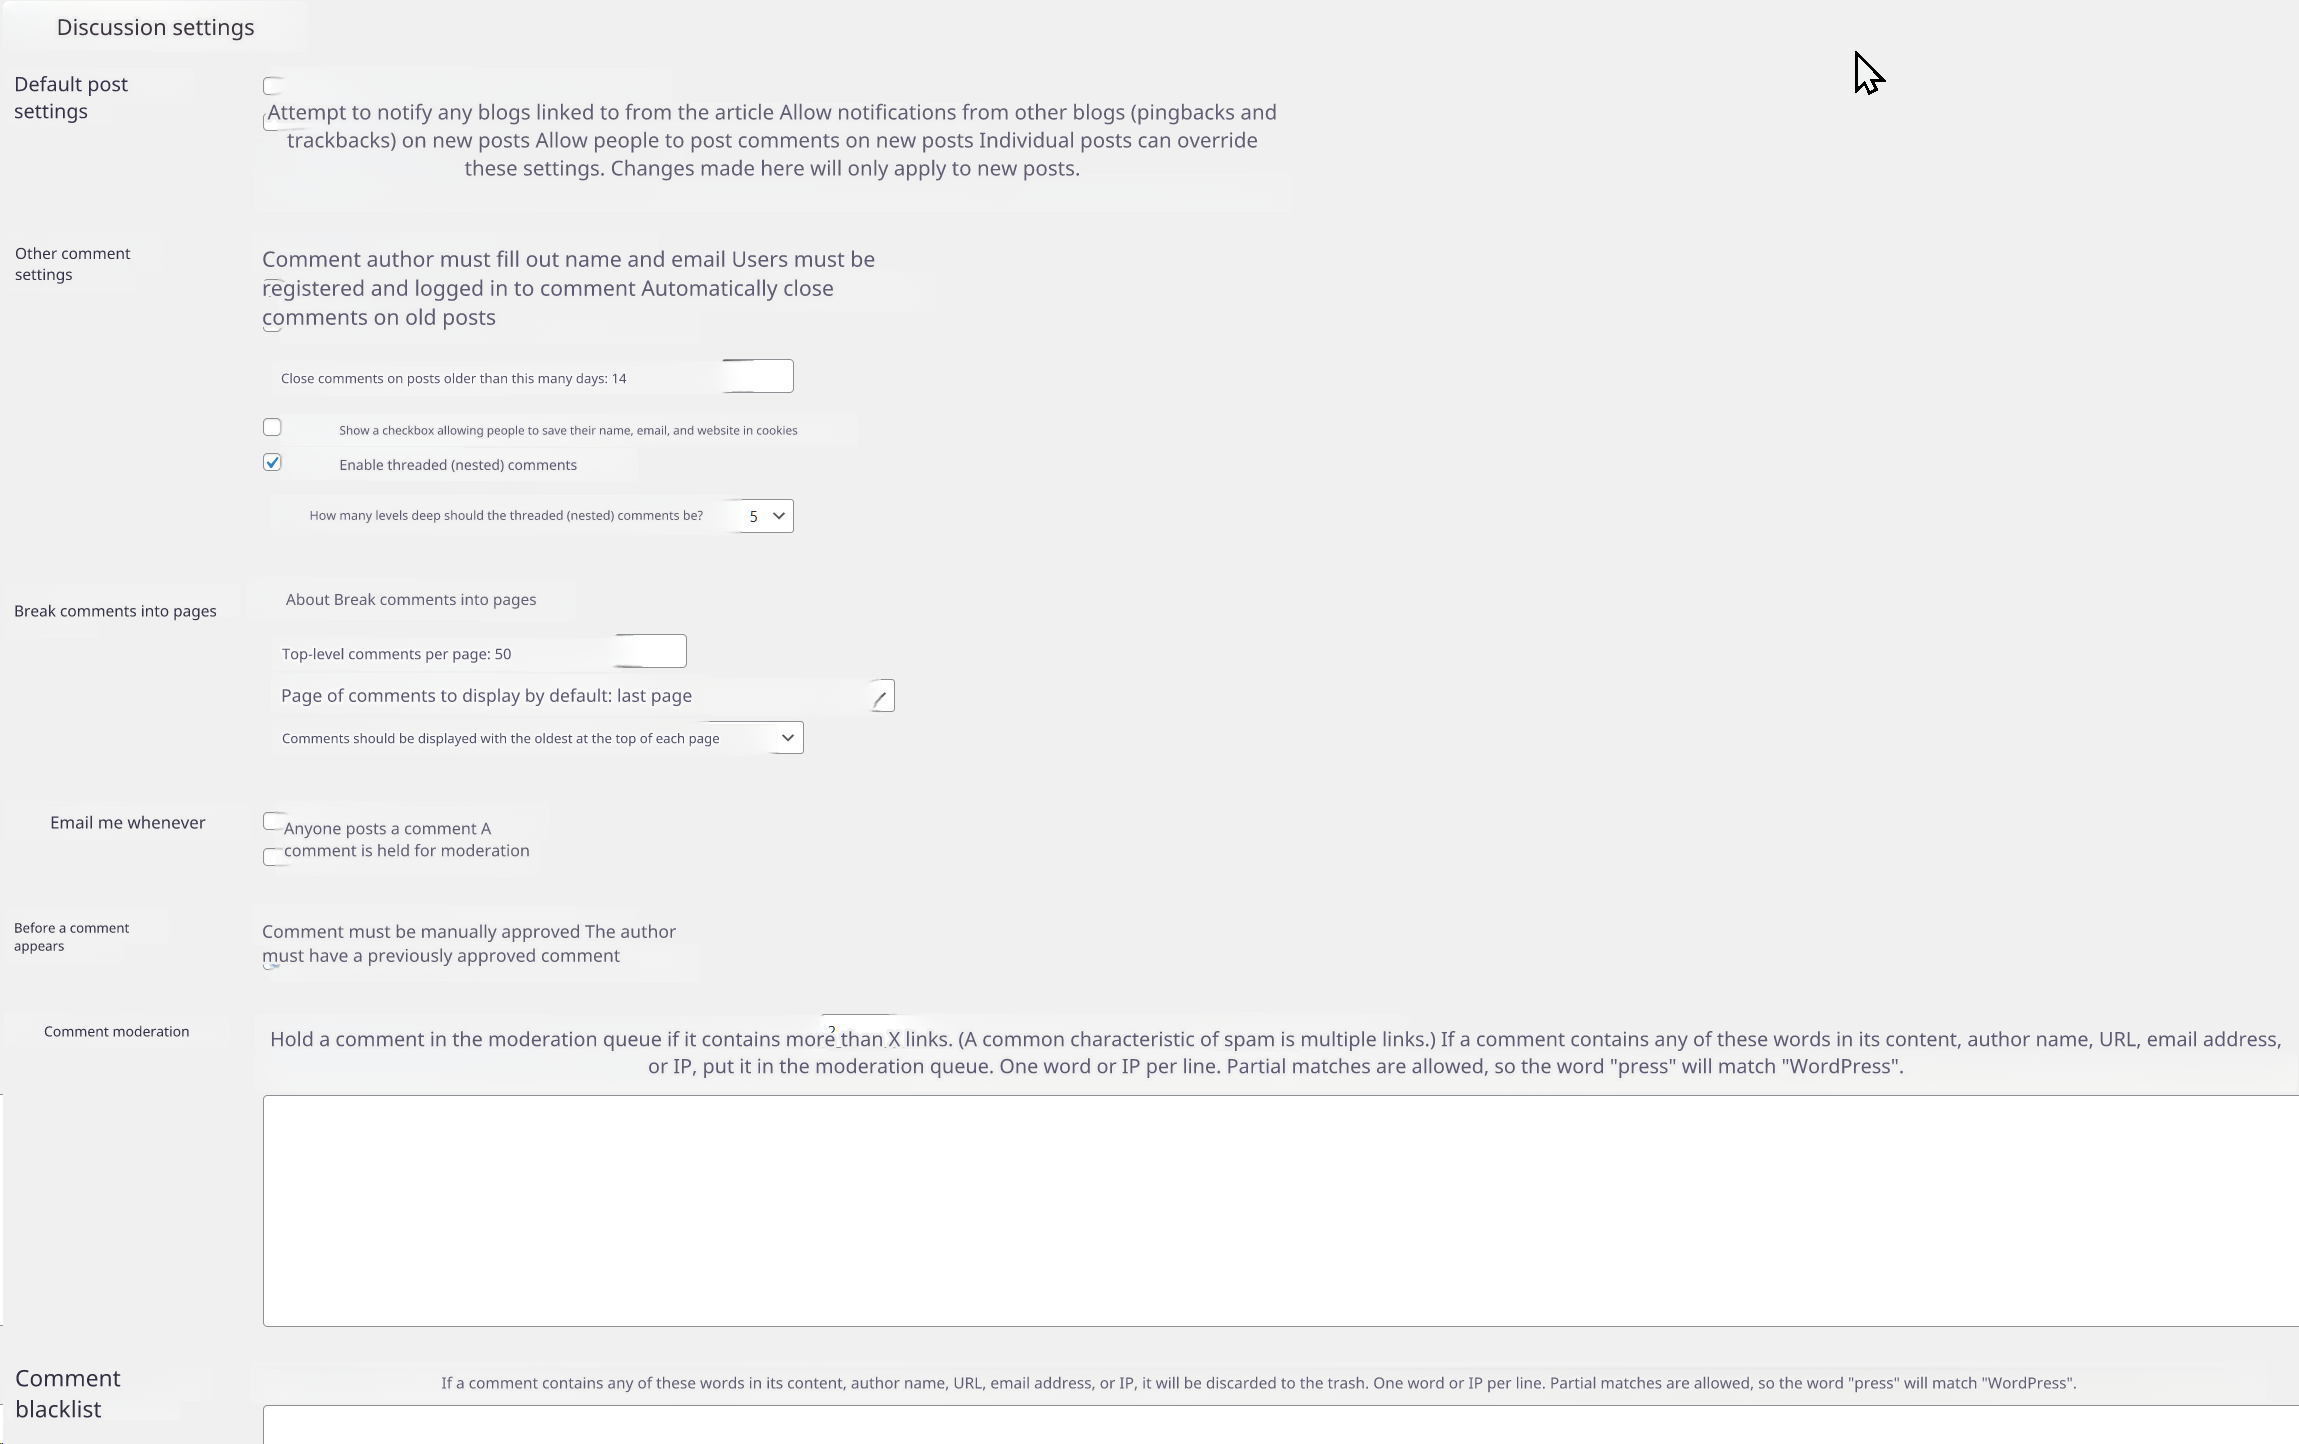 Discussion settings
Default post
settings
Attempt to notify any blogs linked to from the article Allow notifications from other blogs (pingbacks and
trackbacks) on new posts Allow people to post comments on new posts Individual posts can override
these settings. Changes made here will only apply to new posts.
Other comment
settings
Comment author must fill out name and email Users must be
registered and logged in to comment Automatically close
comments on old posts
Close comments on posts older than this many days: 14
Show a checkbox allowing people to save their name, email, and website in cookies
Enable threaded (nested) comments
How many levels deep should the threaded (nested) comments be? 5
Break comments into pages
About Break comments into pages
Top-level comments per page: 50
Page of comments to display by default: last page
Comments should be displayed with the oldest at the top of each page
Email me whenever
Anyone posts a comment A
comment is held for moderation
Before a comment
appears
Comment must be manually approved The author
must have a previously approved comment
Comment moderation
2
Hold a comment in the moderation queue if it contains more than X links. (A common characteristic of spam is multiple links.) If a comment contains any of these words in its content, author name, URL, email address,
or IP, put it in the moderation queue. One word or IP per line. Partial matches are allowed, so the word "press" will match "WordPress".
Comment
blacklist
If a comment contains any of these words in its content, author name, URL, email address, or IP, it will be discarded to the trash. One word or IP per line. Partial matches are allowed, so the word "press" will match "WordPress".